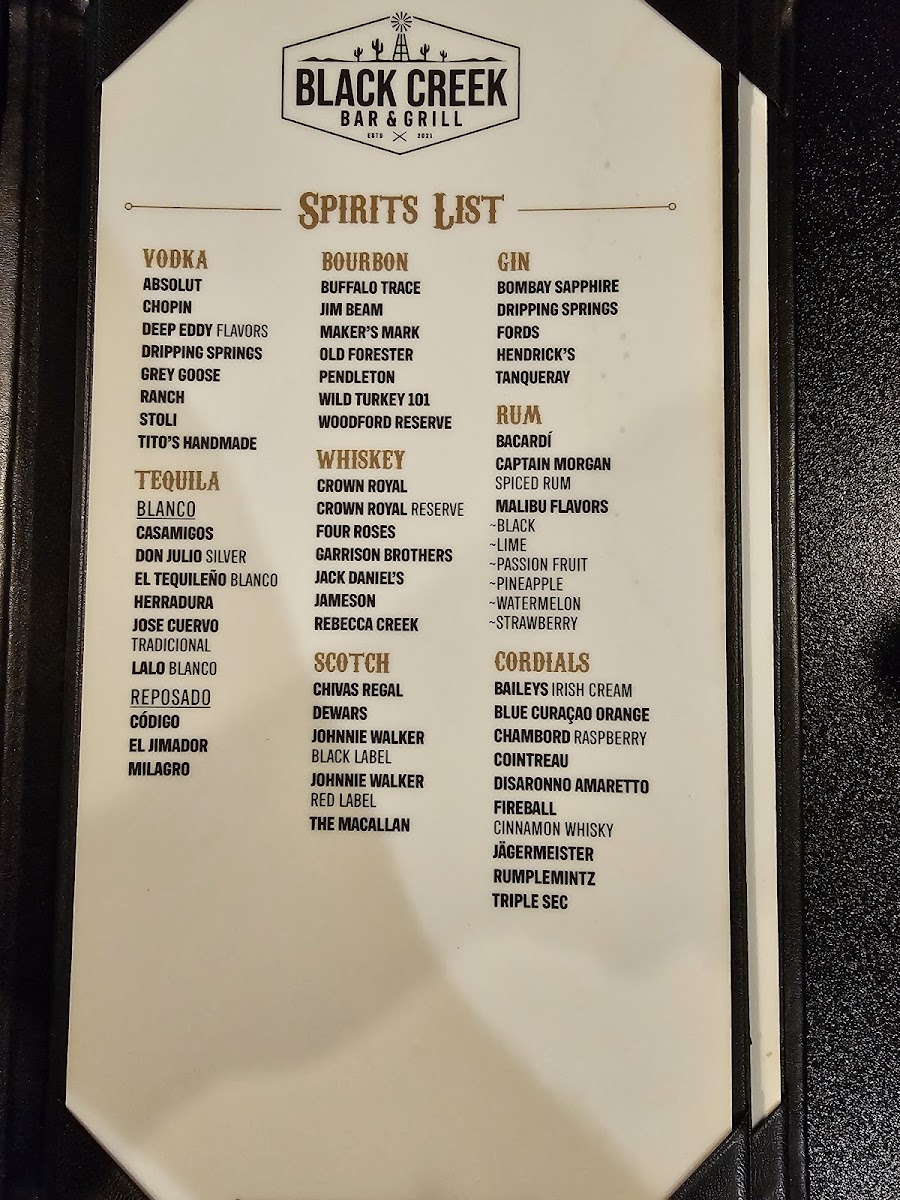 BLACK CREEK
BAR & GRILL
ESTD 2021
SPIRITS LIST
VODKA
ABSOLUT
CHOPIN
DEEP EDDY FLAVORS
DRIPPING SPRINGS
GREY GOOSE
RANCH
STOLI
TITO'S HANDMADE
TEQUILA
BLANCO
CASAMIGOS
DON JULIO SILVER
EL TEQUILEÑO BLANCO
HERRADURA
JOSE CUERVO
TRADICIONAL
LALO BLANCO
REPOSADO
CÓDIGO
EL JIMADOR
MILAGRO
BOURBON
BUFFALO TRACE
JIM BEAM
MAKER'S MARK
OLD FORESTER
PENDLETON
WILD TURKEY 101
WOODFORD RESERVE
WHISKEY
CROWN ROYAL
CROWN ROYAL RESERVE
FOUR ROSES
GARRISON BROTHERS
JACK DANIEL'S
JAMESON
REBECCA CREEK
SCOTCH
CHIVAS REGAL
DEWARS
JOHNNIE WALKER
BLACK LABEL
JOHNNIE WALKER
RED LABEL
THE MACALLAN
GIN
BOMBAY SAPPHIRE
DRIPPING SPRINGS
FORDS
HENDRICK'S
TANQUERAY
RUM
BACARDÍ
CAPTAIN MORGAN
SPICED RUM
MALIBU FLAVORS
~BLACK
~LIME
~PASSION FRUIT
~PINEAPPLE
~WATERMELON
~STRAWBERRY
CORDIALS
BAILEYS IRISH CREAM
BLUE CURAÇAO ORANGE
CHAMBORD RASPBERRY
COINTREAU
DISARONNO AMARETTO
FIREBALL
CINNAMON WHISKY
JÄGERMEISTER
RUMPLEMINTZ
TRIPLE SEC